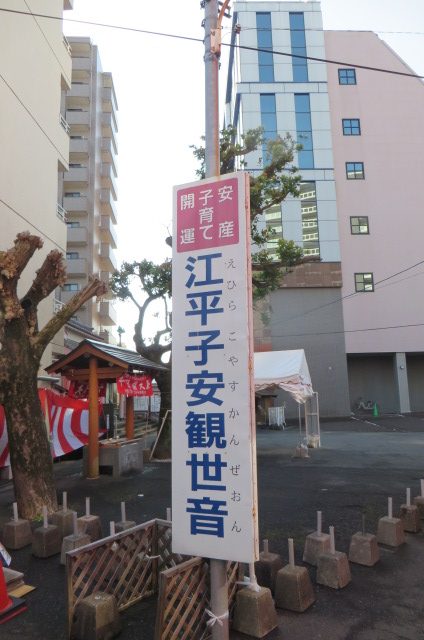 安産
子育て
開運
江平子安観世音
えひら こやすかんぜおん